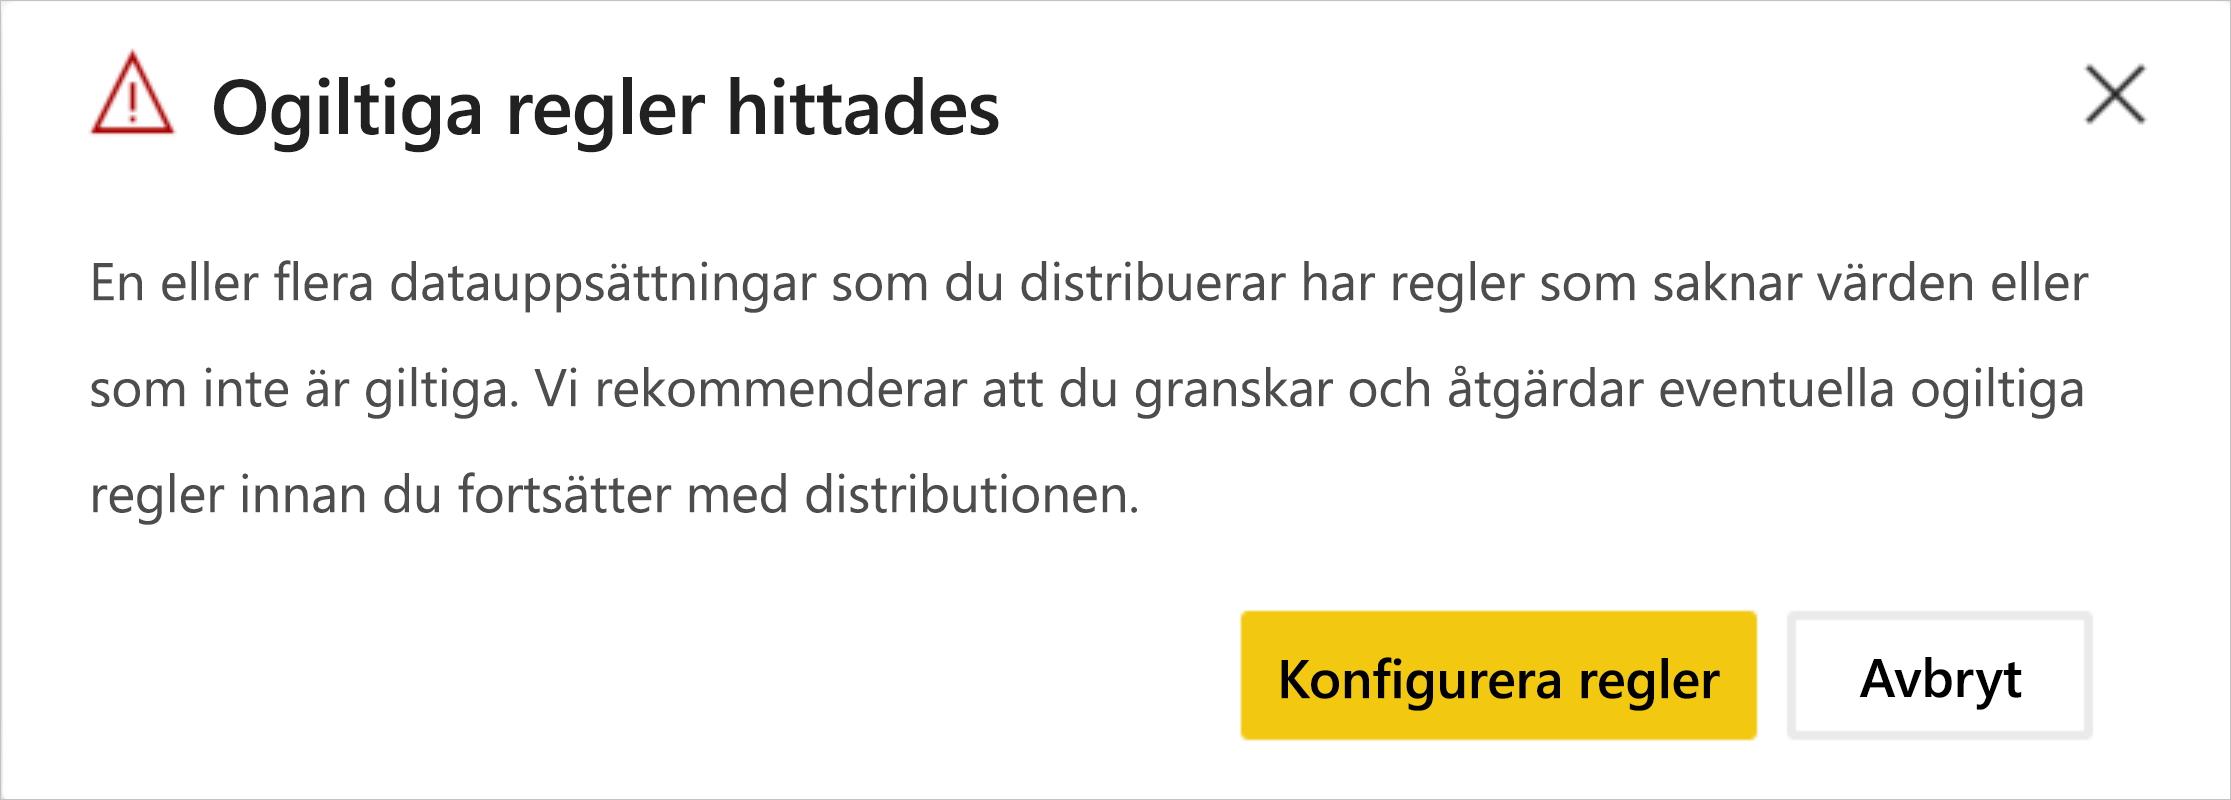 Ogiltiga regler hittades
En eller flera datauppsättningar som du distribuerar har regler som saknar värden eller
som inte är giltiga. Vi rekommenderar att du granskar och åtgärdar eventuella ogiltiga
regler innan du fortsätter med distributionen.
Konfigurera regler
Avbryt